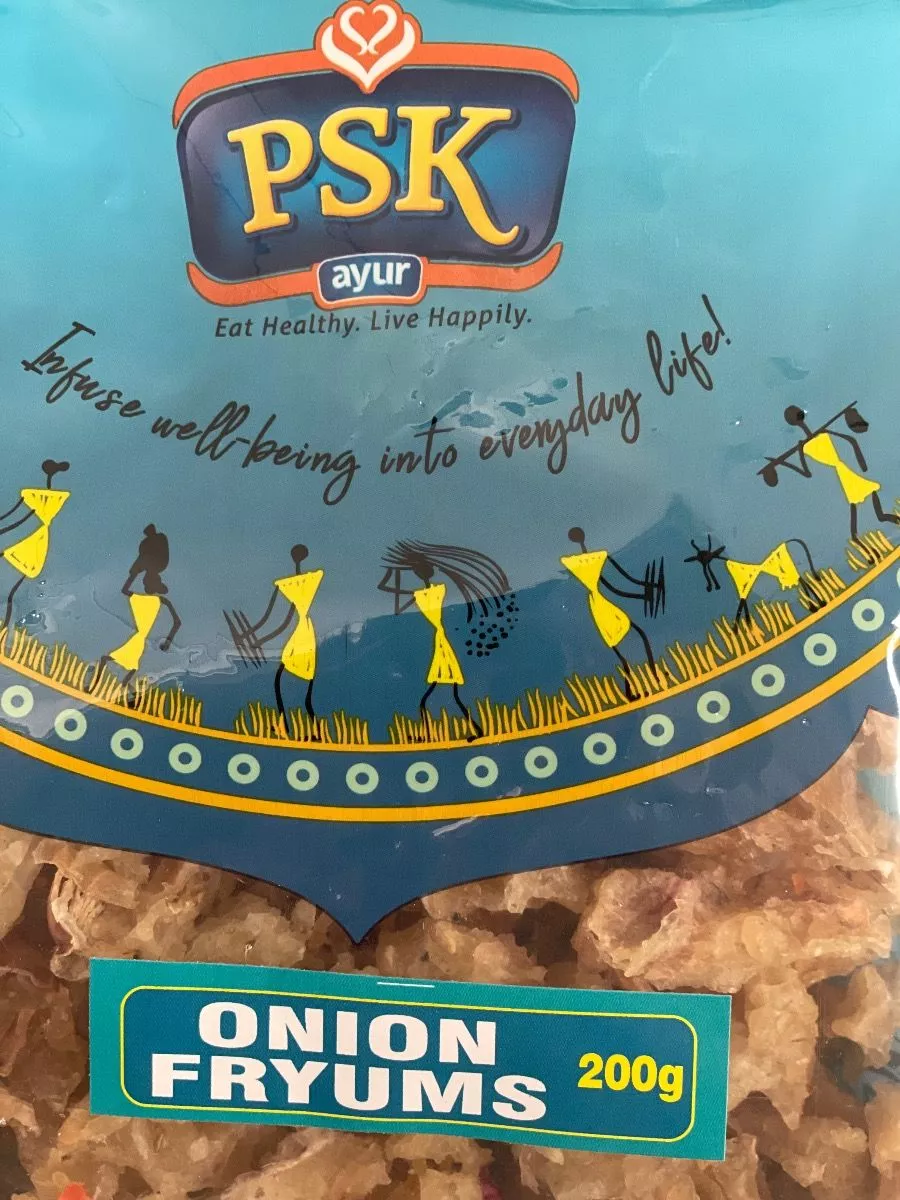 PSK
ayur
Eat Healthy. Live Happily.
Infuse well-being into everyday life!
ONION
FRYUMS
200g